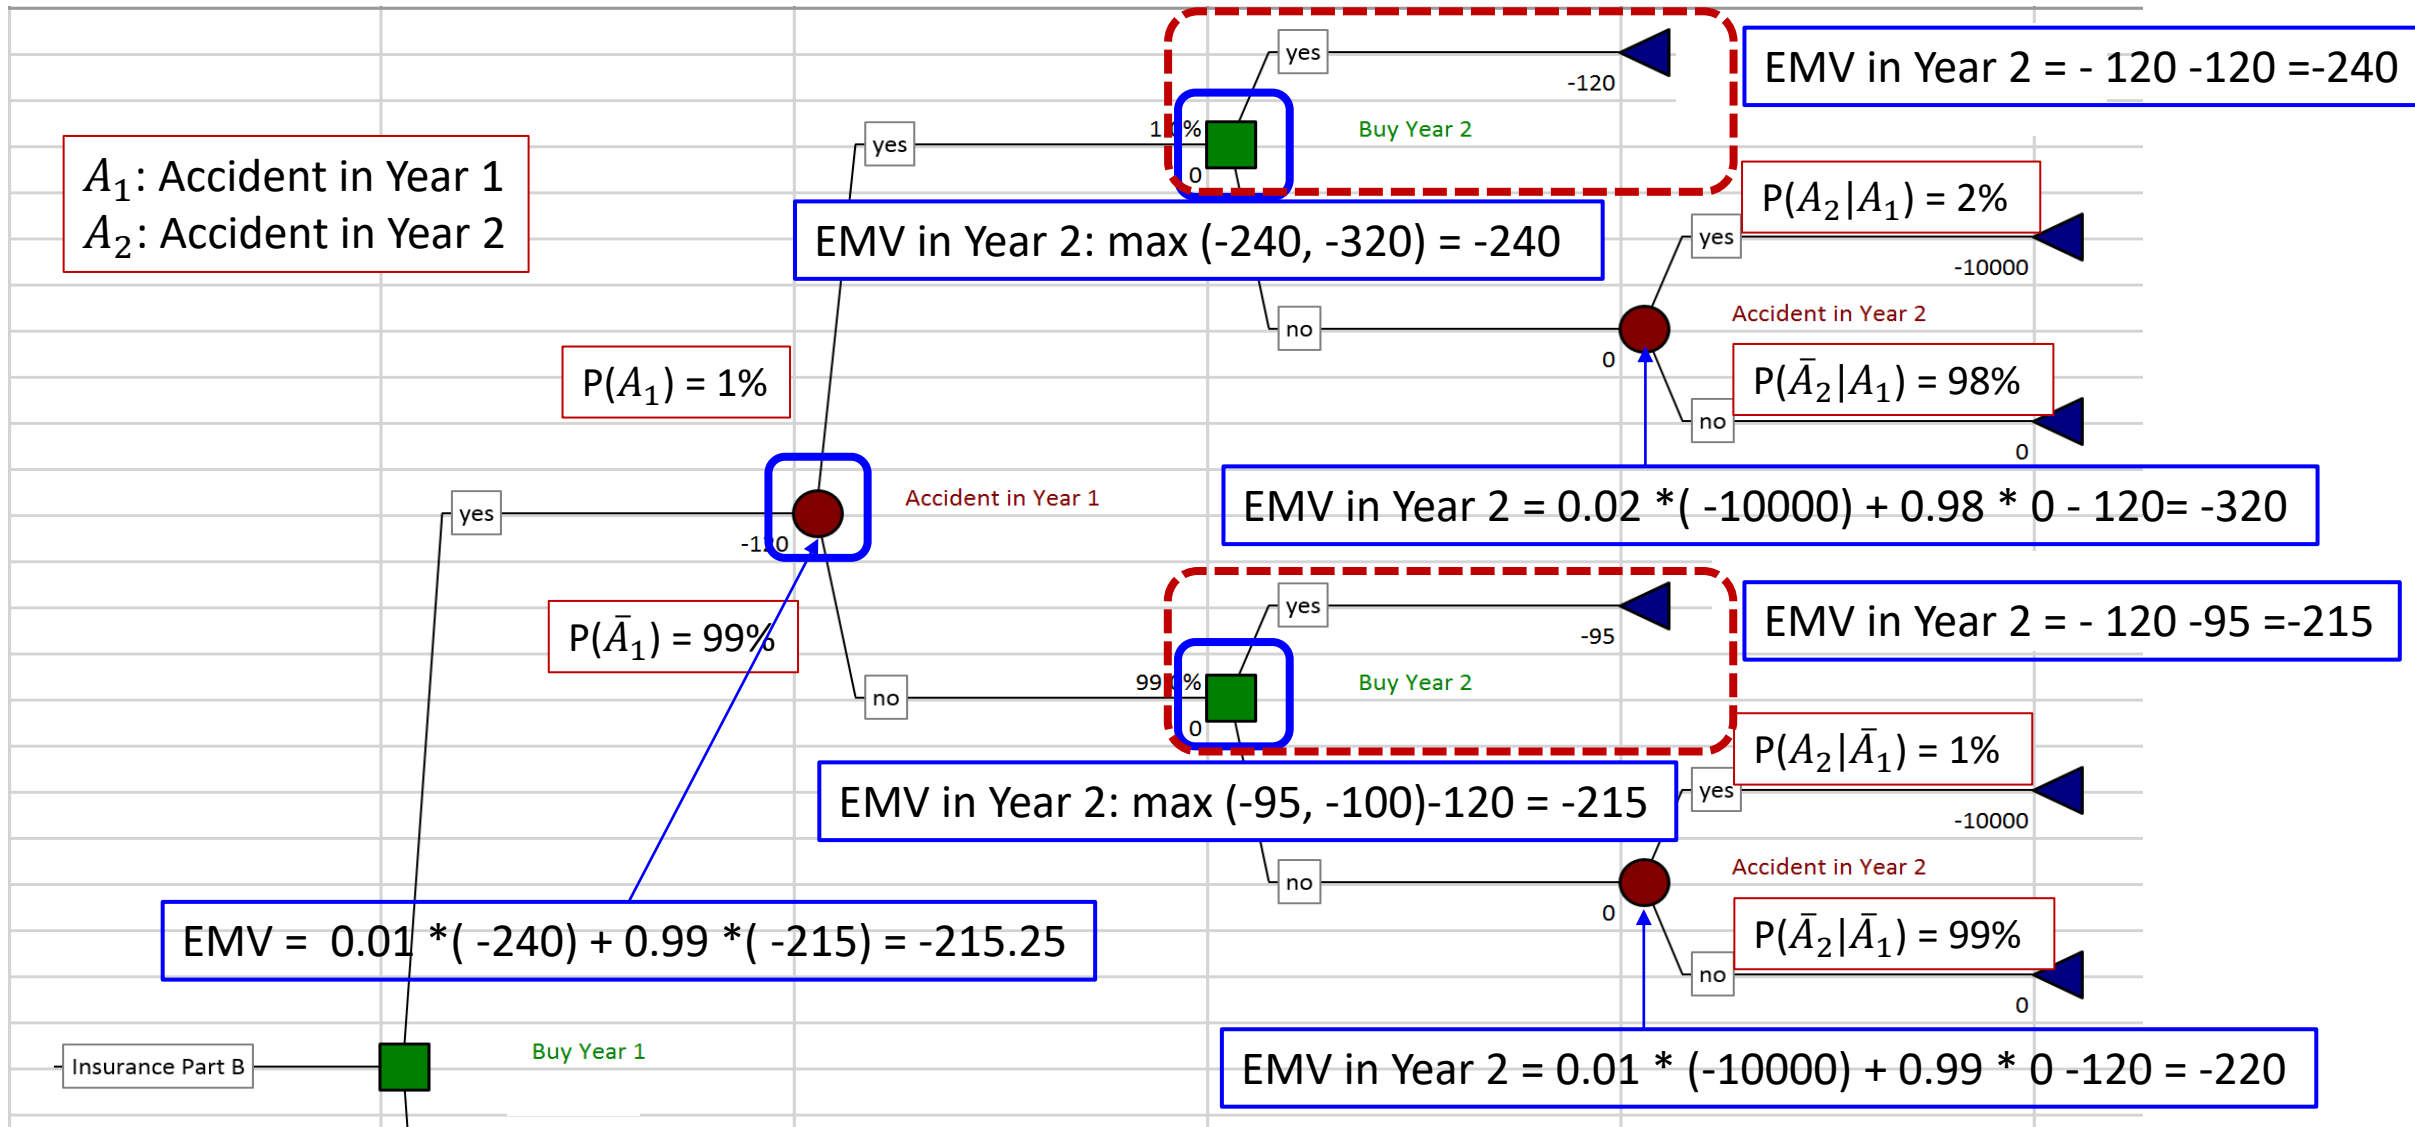 yes
-120
EMV in Year 2 = - 120 -120 =-240
1.0%
Buy Year 2
yes
0
A₁: Accident in Year 1
A₂: Accident in Year 2
P(A₂|A₁) = 2%
yes
-10000
EMV in Year 2: max (-240, -320) = -240
no
0
Accident in Year 2
P(Ā₂|A₁) = 98%
no
0
P(A₁) = 1%
yes
-120
Accident in Year 1
EMV in Year 2 = 0.02 *( -10000) + 0.98 * 0 - 120= -320
yes
-95
EMV in Year 2 = - 120 -95 =-215
P(Ā₁) = 99%
no
99.0%
0
Buy Year 2
P(A₂|Ā₁) = 1%
yes
-10000
EMV in Year 2: max (-95, -100)-120 = -215
no
0
Accident in Year 2
P(Ā₂|Ā₁) = 99%
no
0
EMV = 0.01 *( -240) + 0.99 *( -215) = -215.25
Insurance Part B
Buy Year 1
EMV in Year 2 = 0.01 * (-10000) + 0.99 * 0 -120 = -220